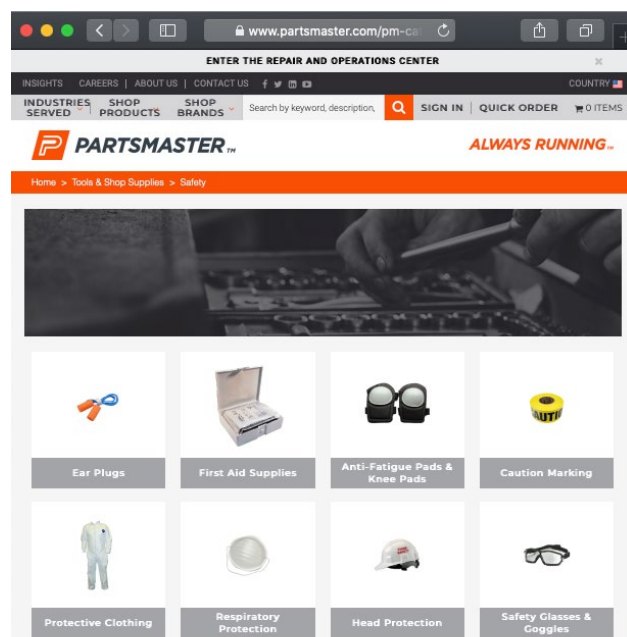 www.partsmaster.com/pm-ca
ENTER THE REPAIR AND OPERATIONS CENTER
INSIGHTS CAREERS | ABOUT US | CONTACT US
COUNTRY
INDUSTRIES SERVED
SHOP PRODUCTS
SHOP BRANDS
Search by keyword, description,
SIGN IN | QUICK ORDER
0 ITEMS
PARTSMASTER TM
ALWAYS RUNNING
Home > Tools & Shop Supplies > Safety
CAUTI
Ear Plugs
First Aid Supplies
Anti-Fatigue Pads &
Knee Pads
Caution Marking
Protective Clothing
Respiratory
Protection
Head Protection
Safety Glasses &
Goggles